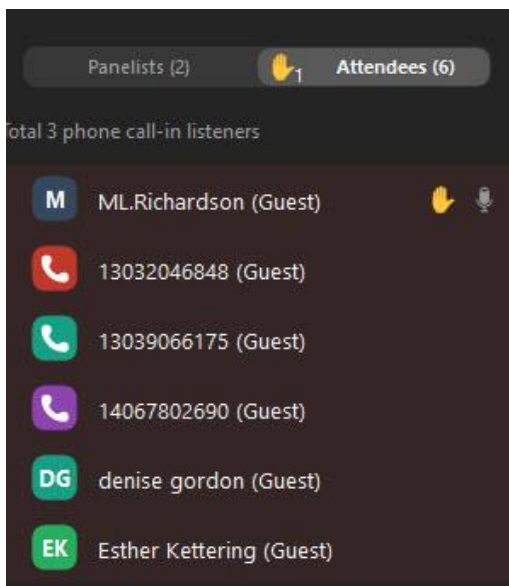 Panelists (2) 1 Attendees (6)
Total 3 phone call-in listeners
M ML.Richardson (Guest)
13032046848 (Guest)
13039066175 (Guest)
14067802690 (Guest)
DG denise gordon (Guest)
EK Esther Kettering (Guest)